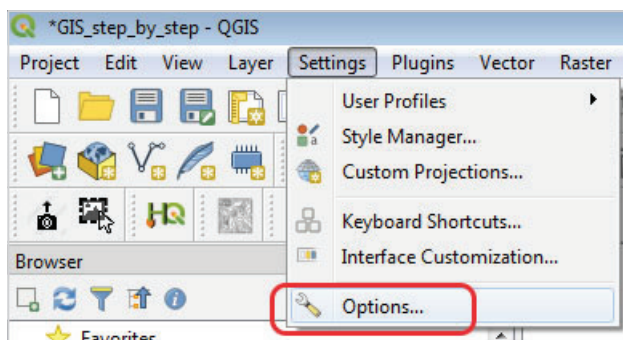 *GIS_step_by_step - QGIS
Project Edit View Layer Settings Plugins Vector Raster
User Profiles
Style Manager...
Custom Projections...
Keyboard Shortcuts...
Interface Customization...
Options...
Browser
Favorites